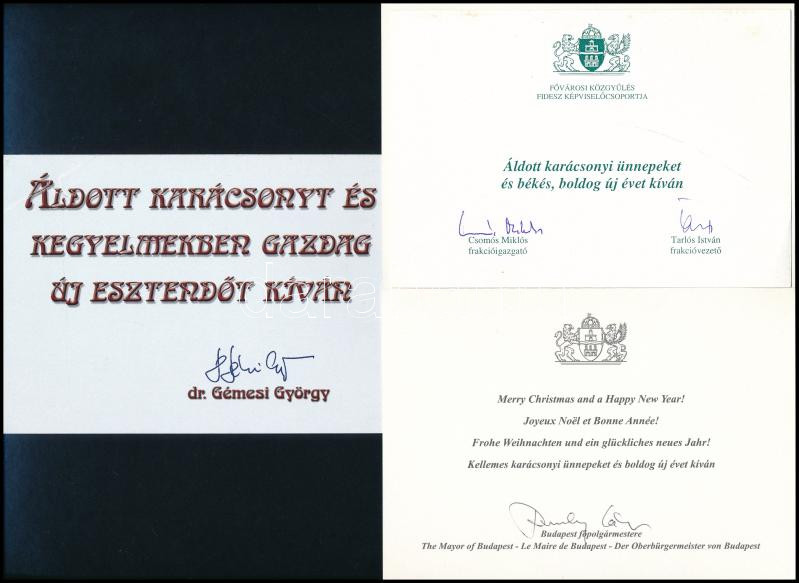 ÁLDOTT KARÁCSONYT ÉS
KEGYELMEKBEN GAZDAG
ÚJ ESZTENDŐT KÍVÁN
dr. Gémesi György
FŐVÁROSI KÖZGYŰLÉS
FIDESZ KÉPVISELŐCSOPORTJA
Áldott karácsonyi ünnepeket
és békés, boldog új évet kíván
Csomós Miklós
frakcióigazgató
Tarlós István
frakcióvezető
Merry Christmas and a Happy New Year!
Joyeux Noël et Bonne Année!
Frohe Weihnachten und ein glückliches neues Jahr!
Kellemes karácsonyi ünnepeket és boldog új évet kíván
Budapest főpolgármestere
The Mayor of Budapest - Le Maire de Budapest - Der Oberbürgermeister von Budapest